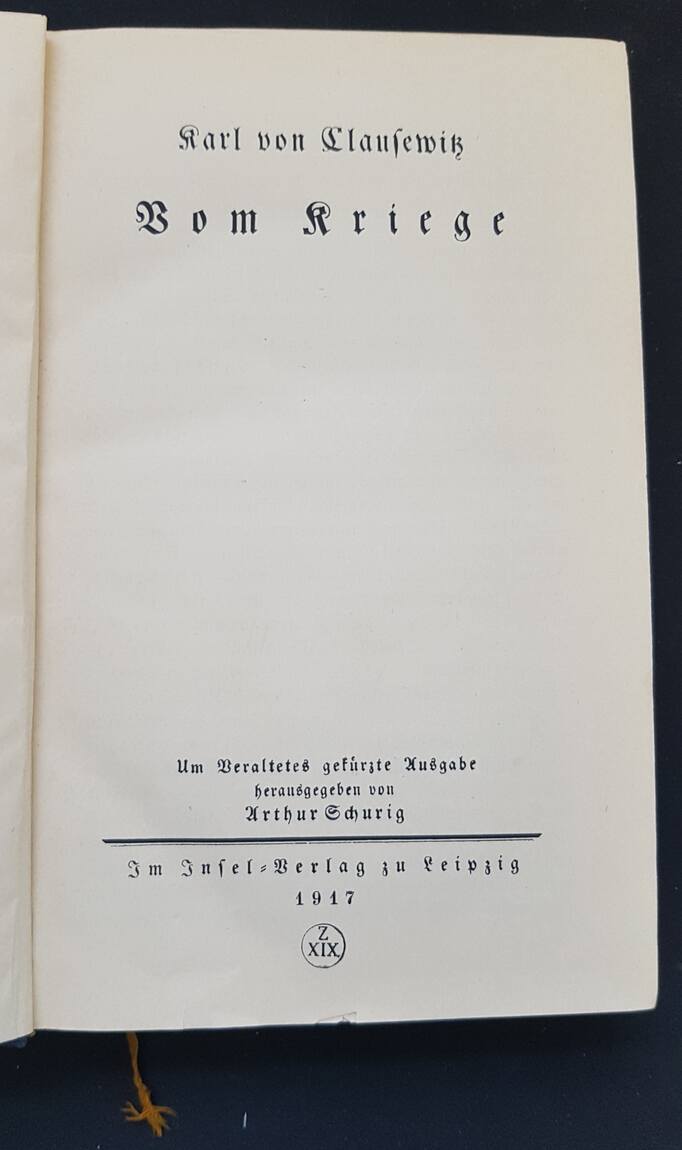 Karl von Clauſewitz
Vom Kriege
Um Veraltetes gekürzte Ausgabe
herausgegeben von
Arthur Schurig
Im Inſel-Verlag zu Leipzig
1917
Z
XIX.